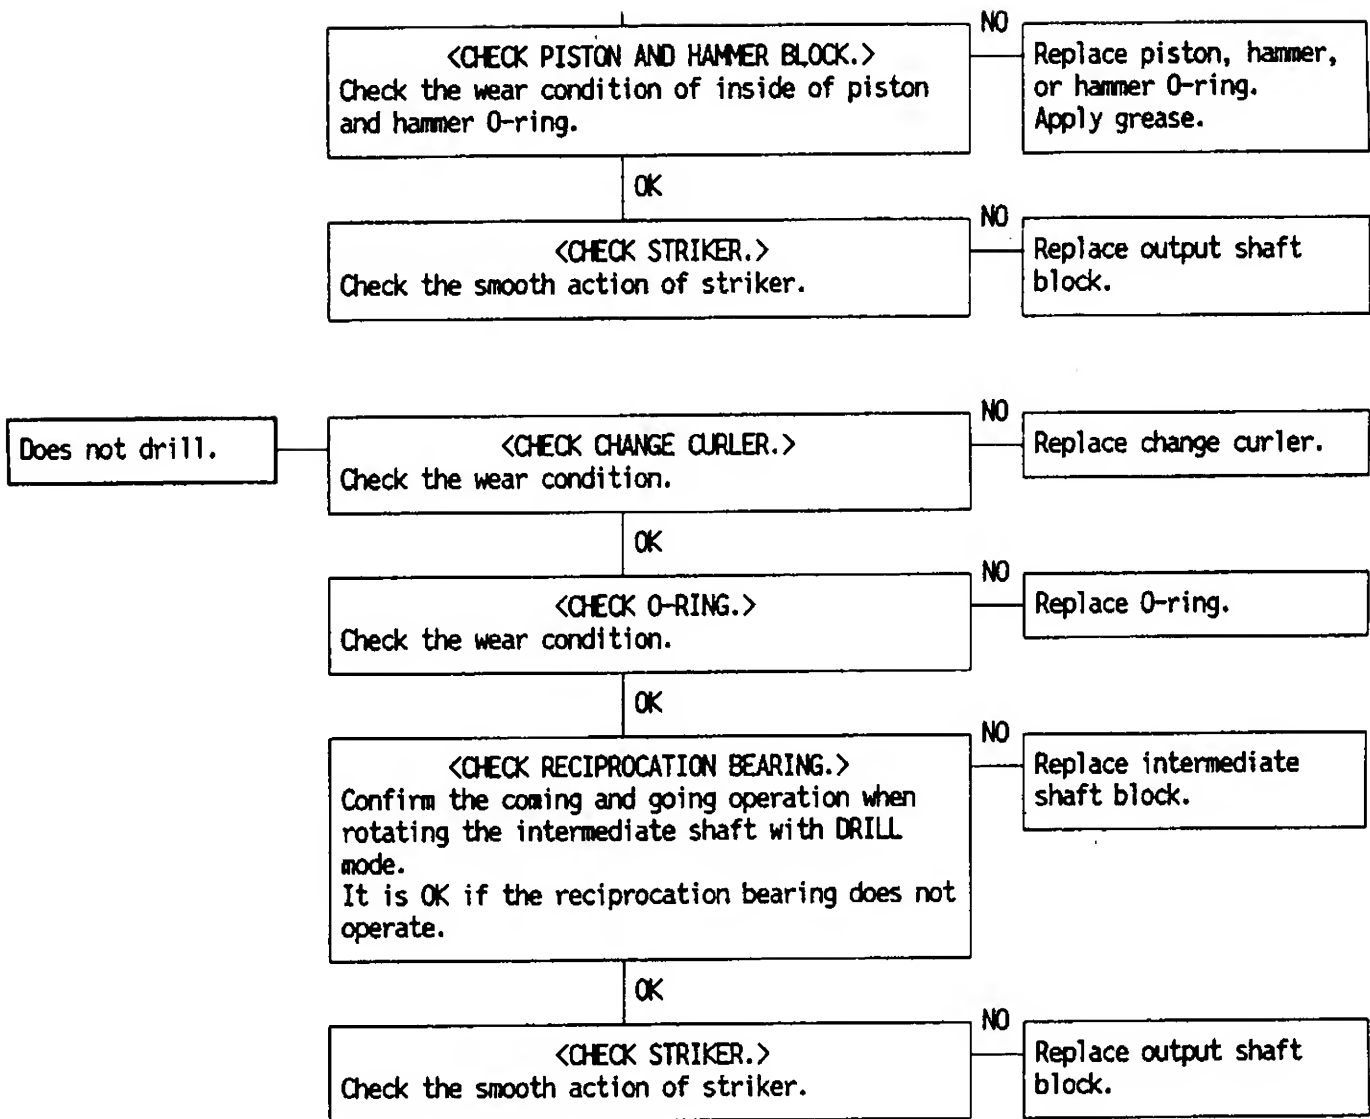 <CHECK PISTON AND HAMMER BLOCK.>
Check the wear condition of inside of piston
and hammer O-ring.
NO
Replace piston, hammer,
or hammer O-ring.
Apply grease.
OK
<CHECK STRIKER.>
Check the smooth action of striker.
NO
Replace output shaft
block.
Does not drill.
<CHECK CHANGE CURLER.>
Check the wear condition.
NO
Replace change curler.
OK
<CHECK O-RING.>
Check the wear condition.
NO
Replace O-ring.
OK
<CHECK RECIPROCATION BEARING.>
Confirm the coming and going operation when
rotating the intermediate shaft with DRILL
mode.
It is OK if the reciprocation bearing does not
operate.
NO
Replace intermediate
shaft block.
OK
<CHECK STRIKER.>
Check the smooth action of striker.
NO
Replace output shaft
block.